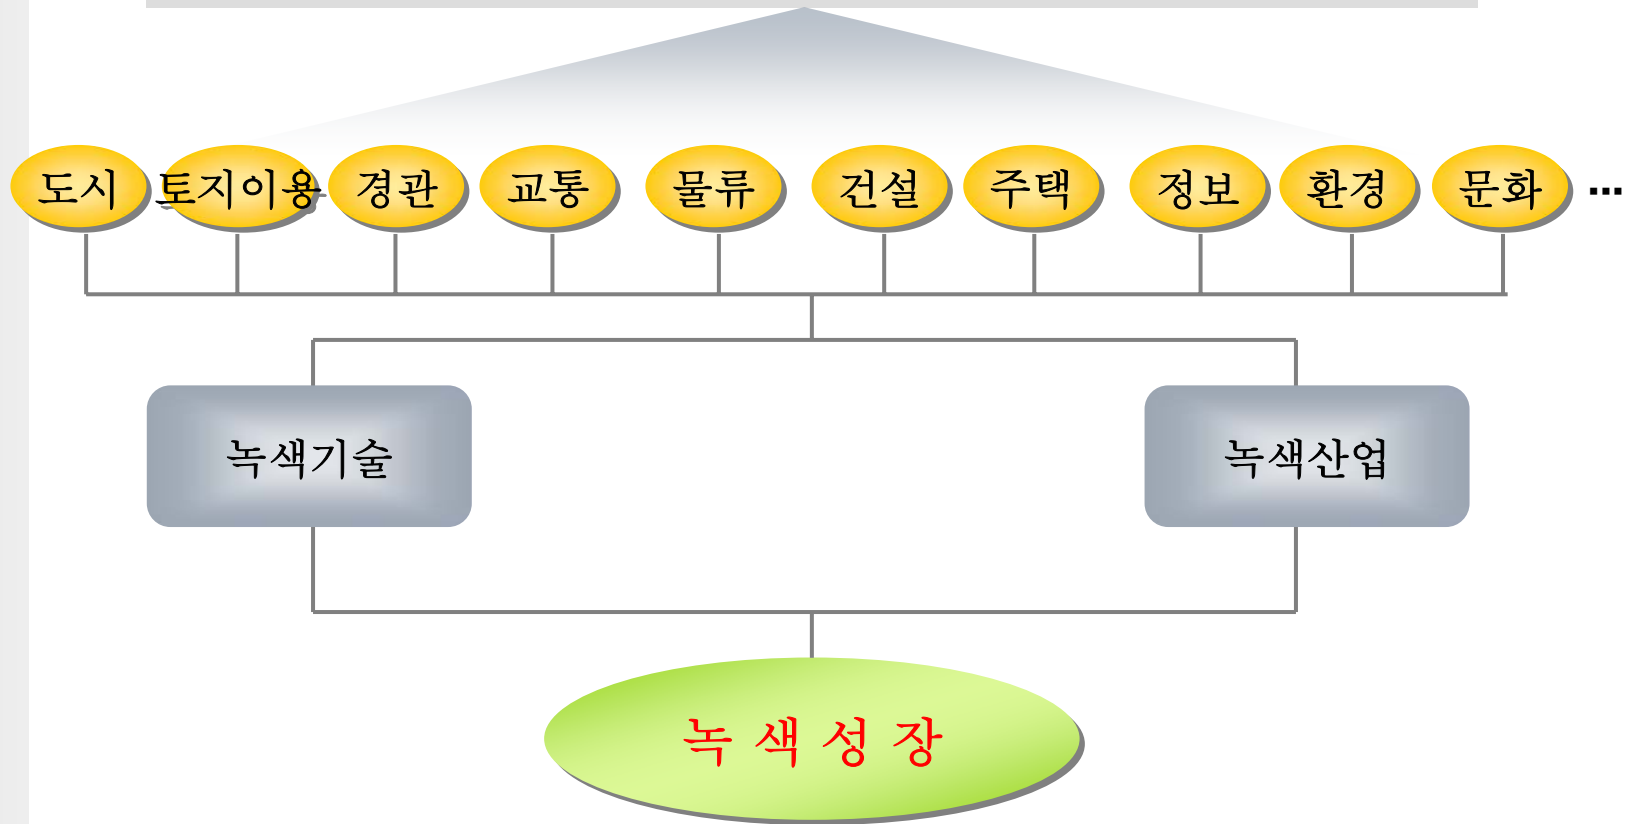 도시 토지이용 경관 교통 물류 건설 주택 정보 환경 문화 ...
녹색기술 녹색산업
녹 색 성 장